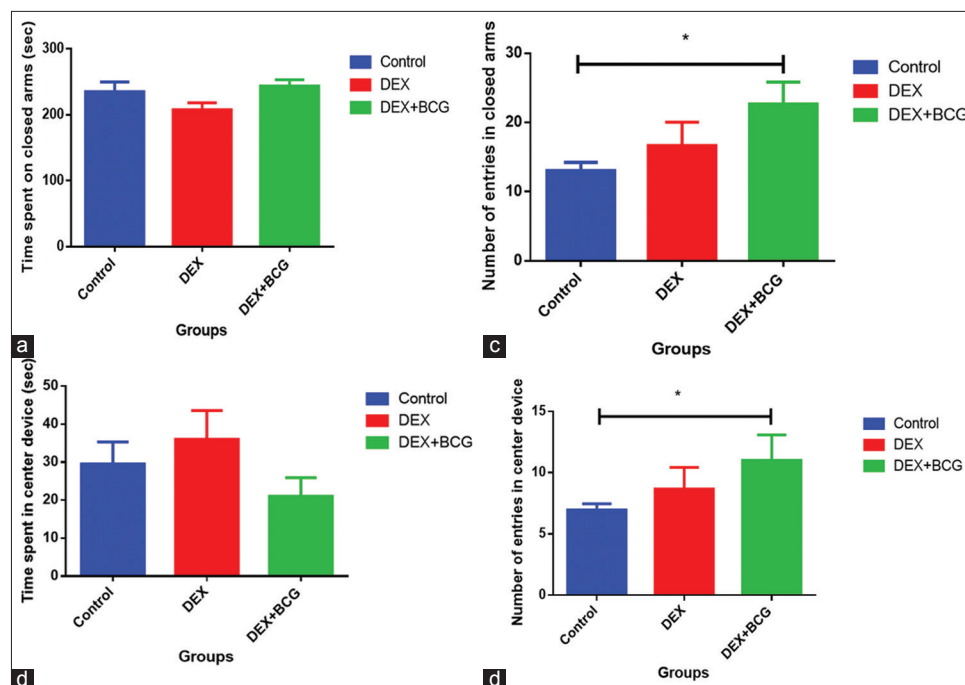 Time spent on closed arms (sec)
300
200
100
0
Control
DEX
DEX+BCG
Groups
Control
DEX
DEX+BCG
a
Number of entries in closed arms
30
20
10
0
*
Control
DEX
DEX+BCG
Groups
Control
DEX
DEX+BCG
c
Time spent in center device (sec)
50
40
30
20
10
0
Control
DEX
DEX+BCG
Groups
Control
DEX
DEX+BCG
d
Number of entries in center device
15
10
5
0
*
Control
DEX
DEX+BCG
Groups
Control
DEX
DEX+BCG
d